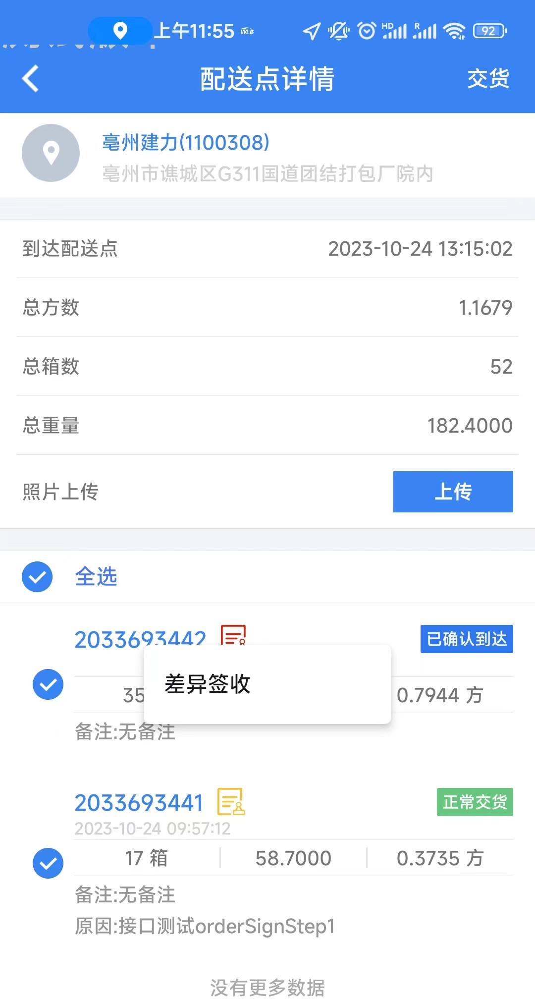 上午11:55
HD
R
92
配送点详情
交货
亳州建力(1100308)
亳州市谯城区G311国道团结打包厂院内
到达配送点 2023-10-24 13:15:02
总方数 1.1679
总箱数 52
总重量 182.4000
照片上传 上传
全选
2033693442 已确认到达
差异签收
35 0.7944 方
备注:无备注
2033693441 正常交货
2023-10-24 09:57:12
17 箱 58.7000 0.3735 方
备注:无备注
原因:接口测试orderSignStep1
没有更多数据